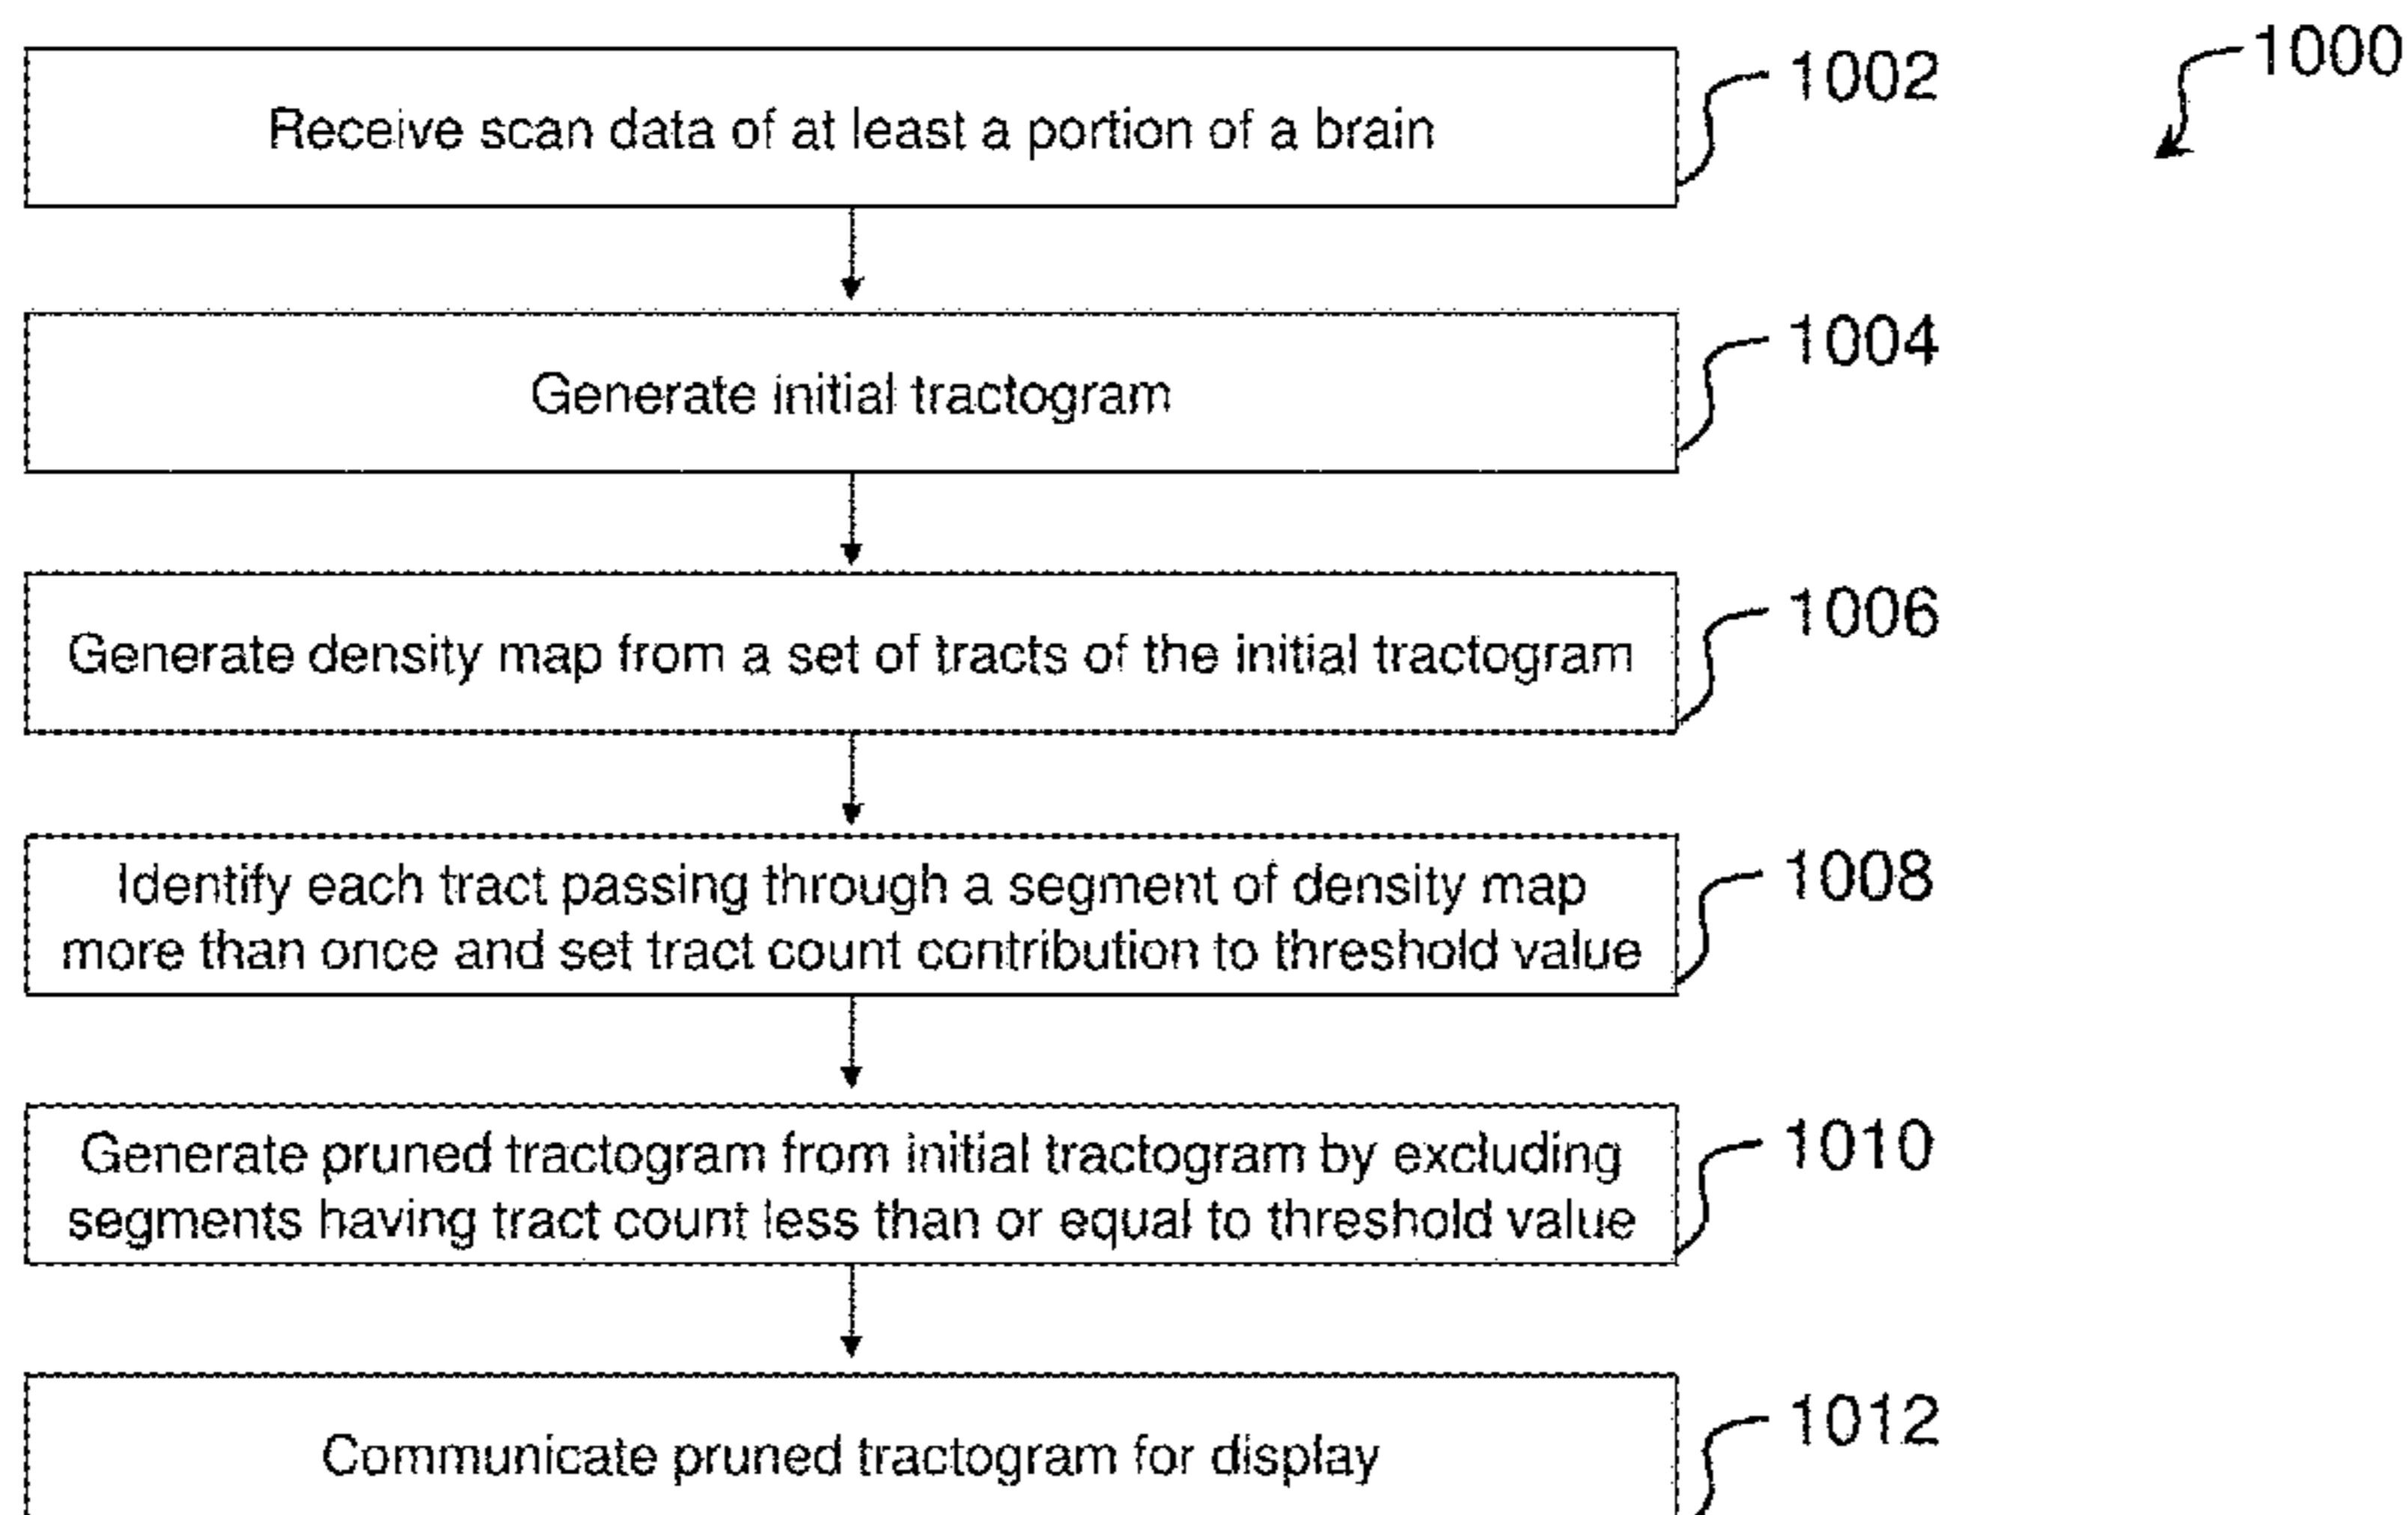 1000
Receive scan data of at least a portion of a brain
1002
Generate initial tractogram
1004
Generate density map from a set of tracts of the initial tractogram
1006
Identify each tract passing through a segment of density map
more than once and set tract count contribution to threshold value
1008
Generate pruned tractogram from initial tractogram by excluding
segments having tract count less than or equal to threshold value
1010
Communicate pruned tractogram for display
1012